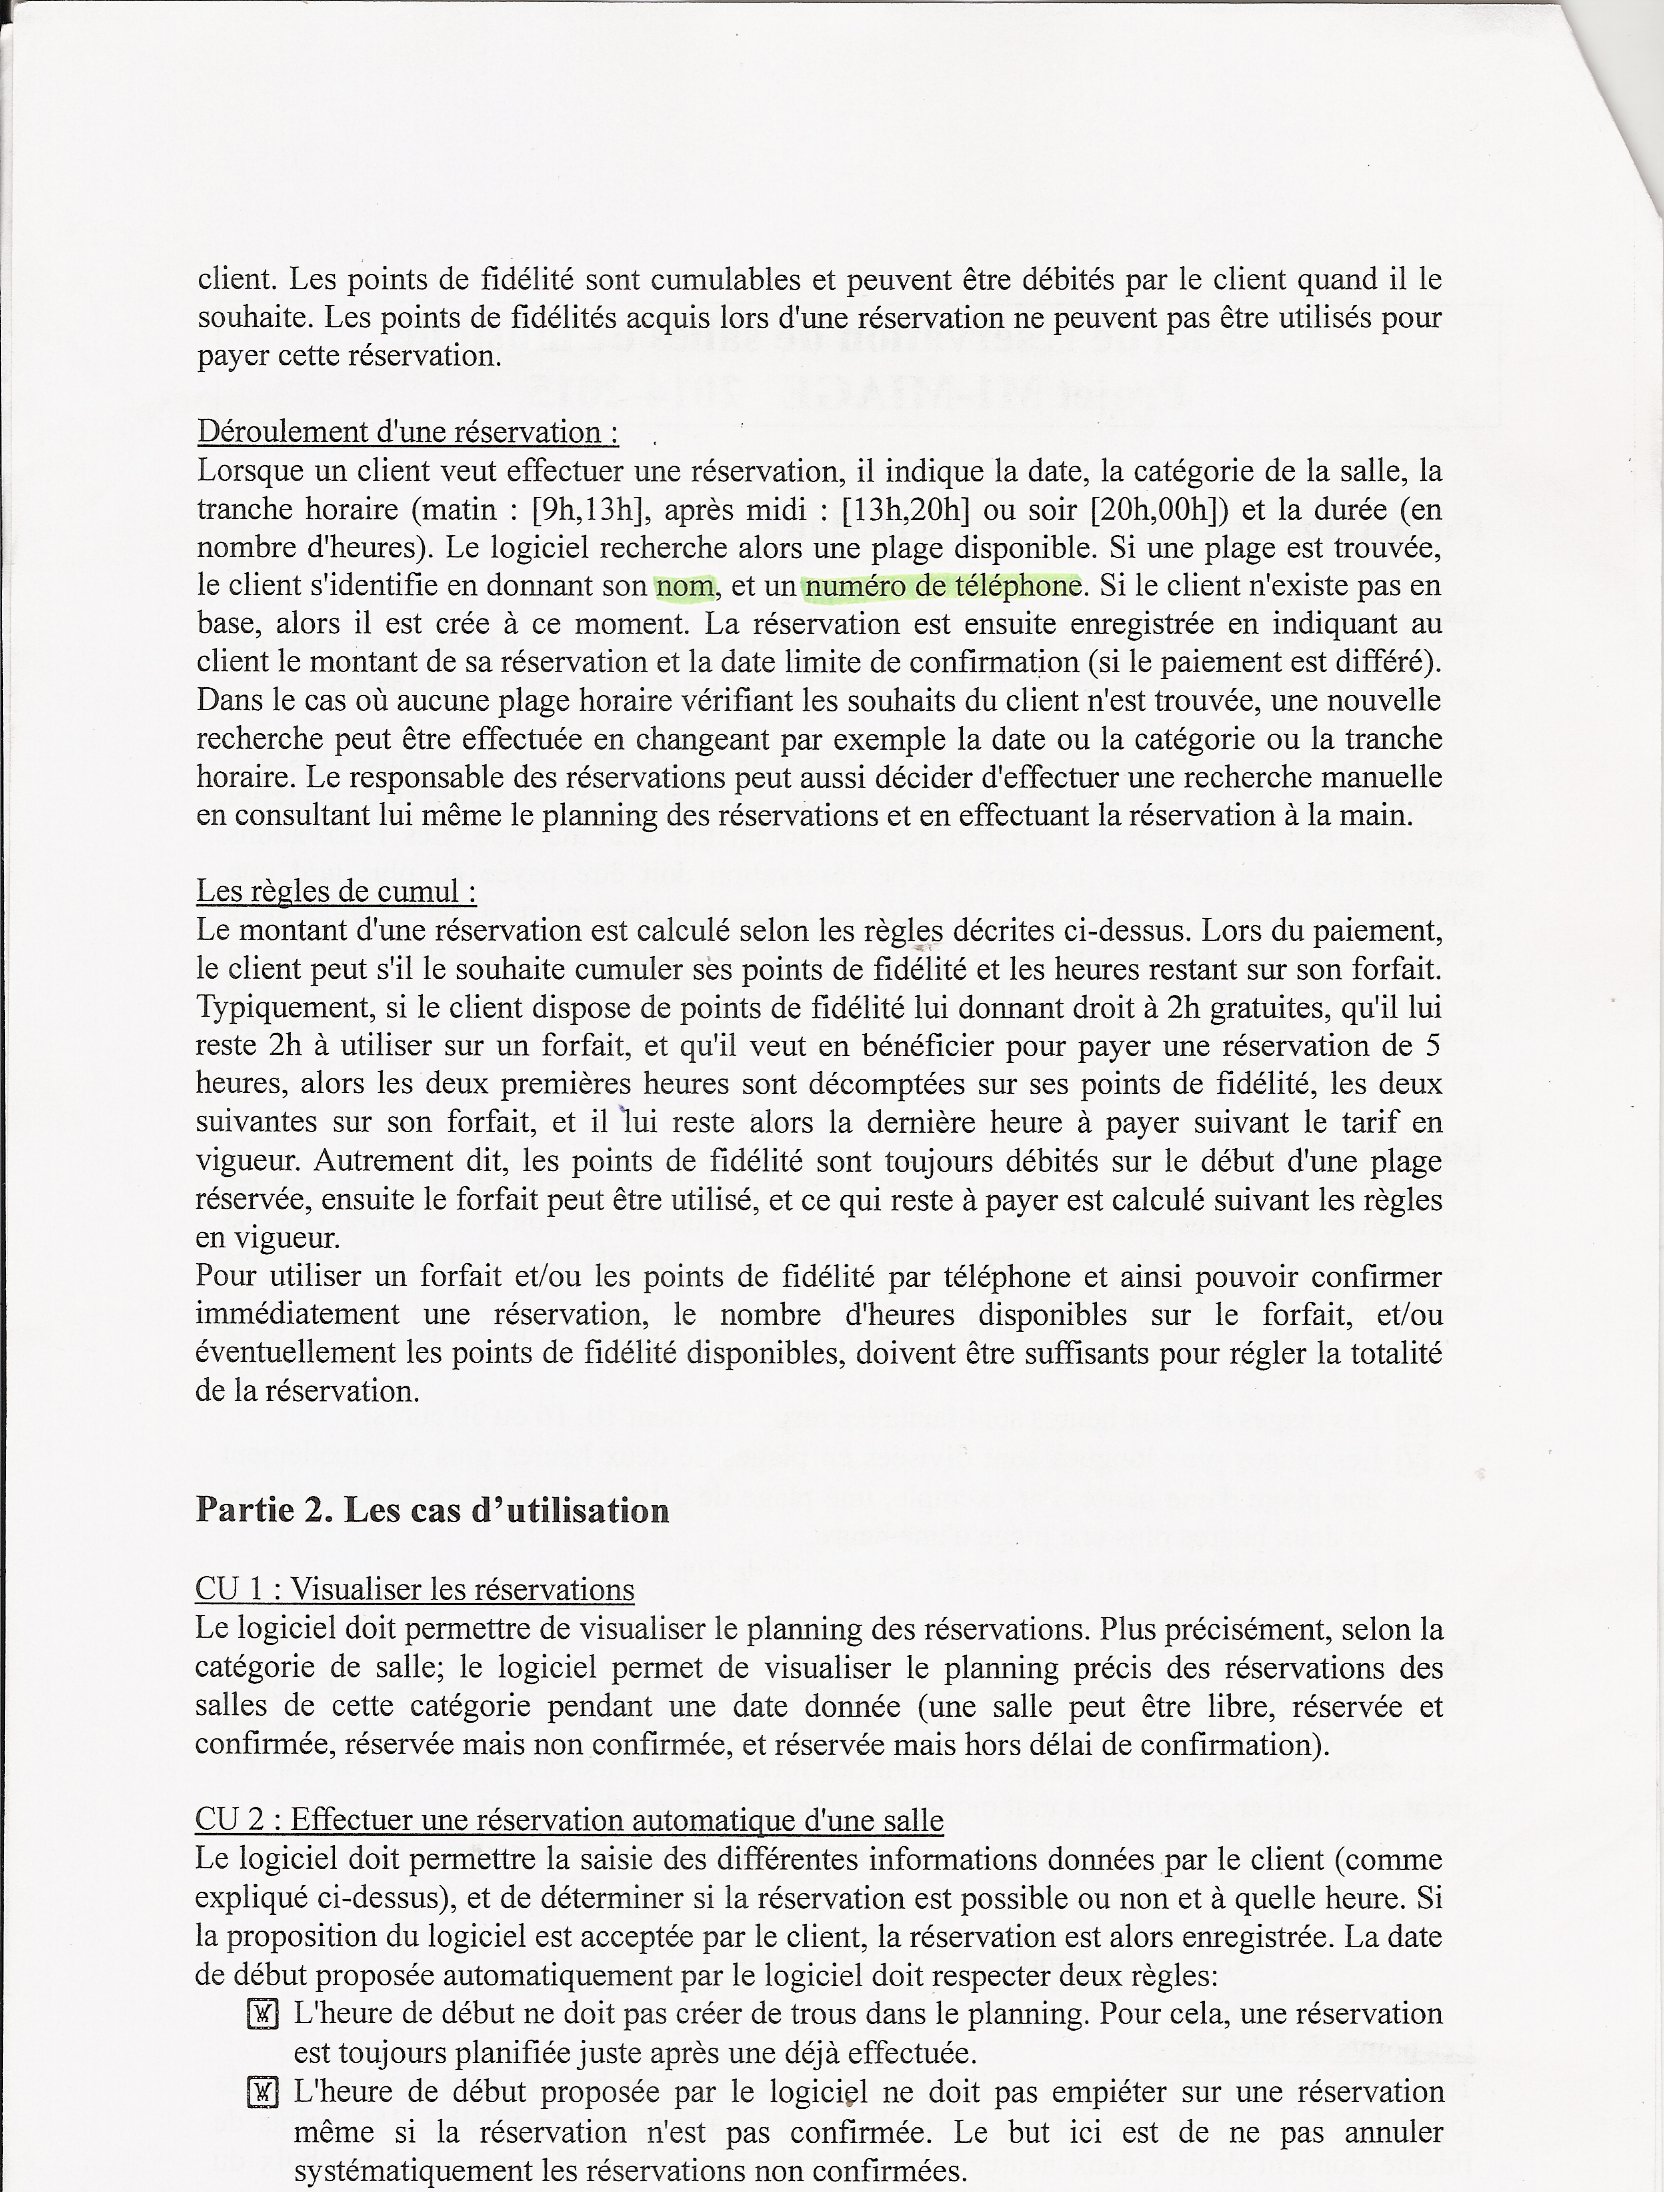 client. Les points de fidélité sont cumulables et peuvent être débités par le client quand il le
souhaite. Les points de fidélités acquis lors d'une réservation ne peuvent pas être utilisés pour
payer cette réservation.
Déroulement d'une réservation :
Lorsque un client veut effectuer une réservation, il indique la date, la catégorie de la salle, la
tranche horaire (matin : [9h,13h], après midi : [13h,20h] ou soir [20h,00h]) et la durée (en
nombre d'heures). Le logiciel recherche alors une plage disponible. Si une plage est trouvée,
le client s'identifie en donnant son nom, et un numéro de téléphone. Si le client n'existe pas en
base, alors il est crée à ce moment. La réservation est ensuite enregistrée en indiquant au
client le montant de sa réservation et la date limite de confirmation (si le paiement est différé).
Dans le cas où aucune plage horaire vérifiant les souhaits du client n'est trouvée, une nouvelle
recherche peut être effectuée en changeant par exemple la date ou la catégorie ou la tranche
horaire. Le responsable des réservations peut aussi décider d'effectuer une recherche manuelle
en consultant lui même le planning des réservations et en effectuant la réservation à la main.
Les règles de cumul :
Le montant d'une réservation est calculé selon les règles décrites ci-dessus. Lors du paiement,
le client peut s'il le souhaite cumuler ses points de fidélité et les heures restant sur son forfait.
Typiquement, si le client dispose de points de fidélité lui donnant droit à 2h gratuites, qu'il lui
reste 2h à utiliser sur un forfait, et qu'il veut en bénéficier pour payer une réservation de 5
heures, alors les deux premières heures sont décomptées sur ses points de fidélité, les deux
suivantes sur son forfait, et il lui reste alors la dernière heure à payer suivant le tarif en
vigueur. Autrement dit, les points de fidélité sont toujours débités sur le début d'une plage
réservée, ensuite le forfait peut être utilisé, et ce qui reste à payer est calculé suivant les règles
en vigueur.
Pour utiliser un forfait et/ou les points de fidélité par téléphone et ainsi pouvoir confirmer
immédiatement une réservation, le nombre d'heures disponibles sur le forfait, et/ou
éventuellement les points de fidélité disponibles, doivent être suffisants pour régler la totalité
de la réservation.
Partie 2. Les cas d’utilisation
CU 1 : Visualiser les réservations
Le logiciel doit permettre de visualiser le planning des réservations. Plus précisément, selon la
catégorie de salle; le logiciel permet de visualiser le planning précis des réservations des
salles de cette catégorie pendant une date donnée (une salle peut être libre, réservée et
confirmée, réservée mais non confirmée, et réservée mais hors délai de confirmation).
CU 2 : Effectuer une réservation automatique d'une salle
Le logiciel doit permettre la saisie des différentes informations données par le client (comme
expliqué ci-dessus), et de déterminer si la réservation est possible ou non et à quelle heure. Si
la proposition du logiciel est acceptée par le client, la réservation est alors enregistrée. La date
de début proposée automatiquement par le logiciel doit respecter deux règles:
L'heure de début ne doit pas créer de trous dans le planning. Pour cela, une réservation
est toujours planifiée juste après une déjà effectuée.
L'heure de début proposée par le logiciel ne doit pas empiéter sur une réservation
même si la réservation n'est pas confirmée. Le but ici est de ne pas annuler
systématiquement les réservations non confirmées.